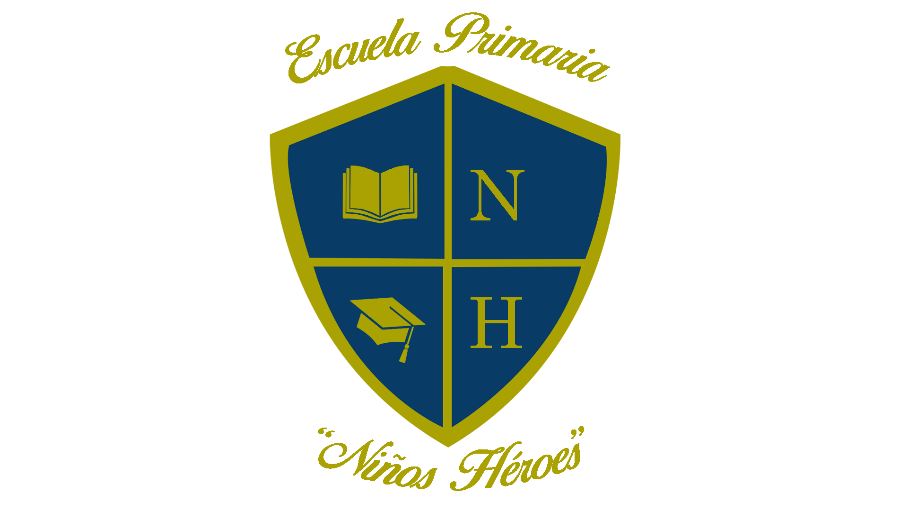 Escuela Primaria
N
H
“Niños Héroes”